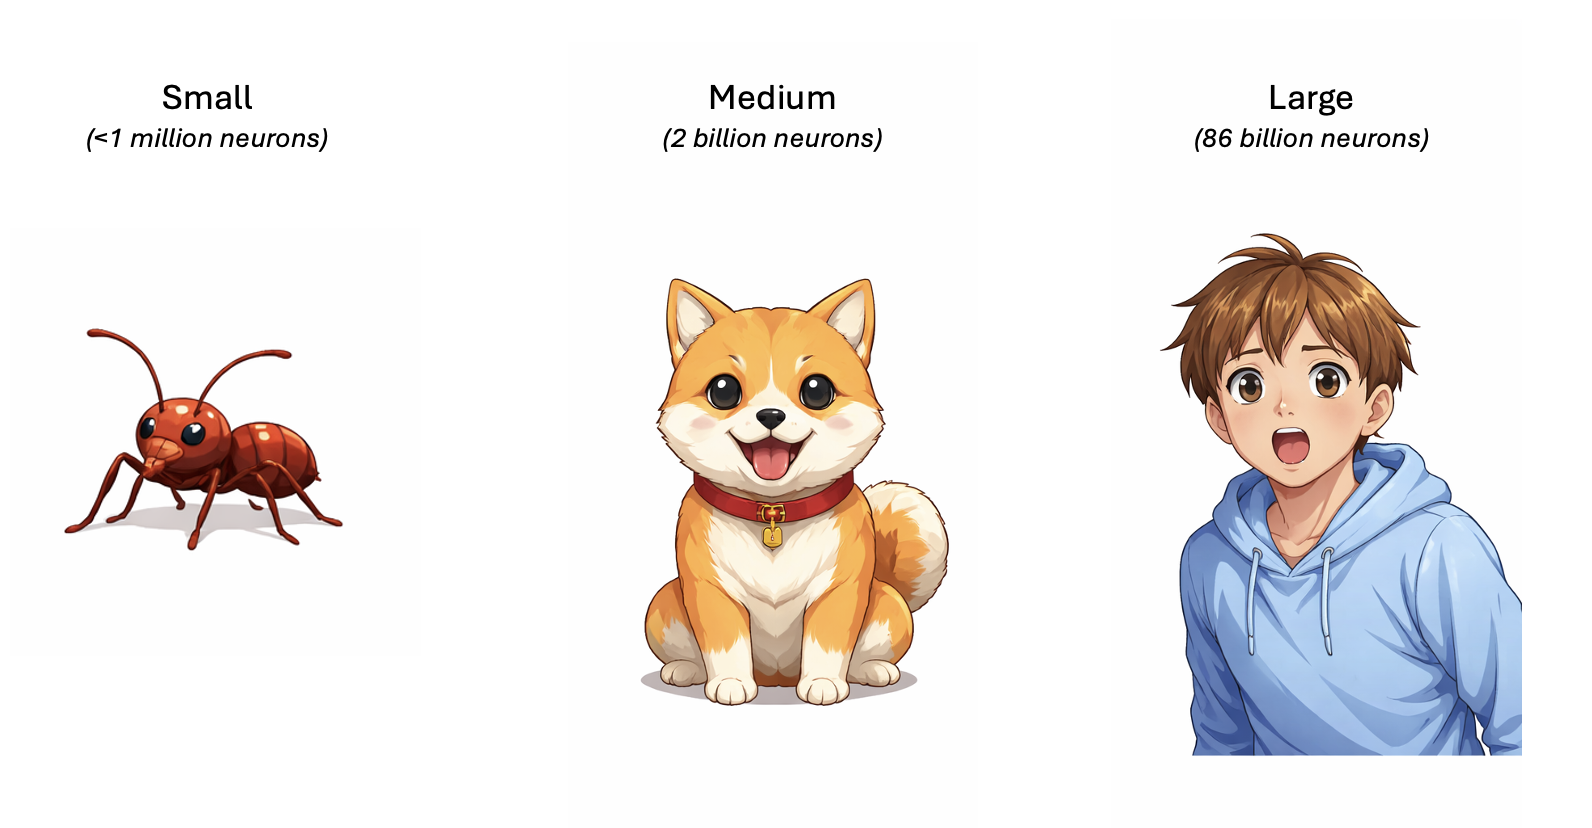 Small
(<1 million neurons)
Medium
(2 billion neurons)
Large
(86 billion neurons)